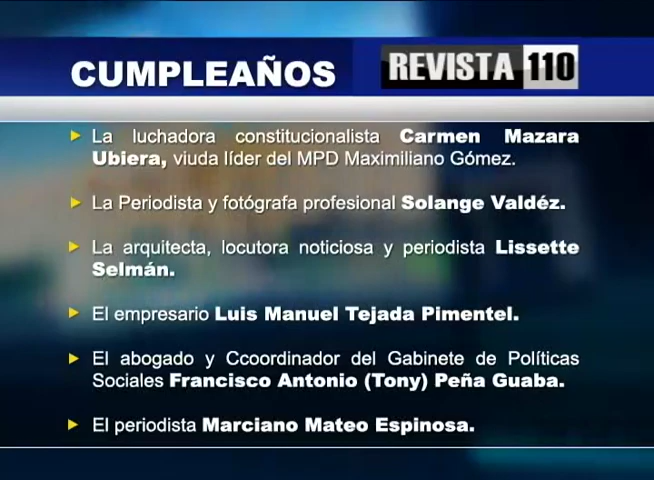 CUMPLEAÑOS
REVISTA 110
La luchadora constitucionalista Carmen Mazara
Ubiera, viuda líder del MPD Maximiliano Gómez.
La Periodista y fotógrafa profesional Solange Valdéz.
La arquitecta, locutora noticiosa y periodista Lissette
Selmán.
El empresario Luis Manuel Tejada Pimentel.
El abogado y Ccoordinador del Gabinete de Políticas
Sociales Francisco Antonio (Tony) Peña Guaba.
El periodista Marciano Mateo Espinosa.